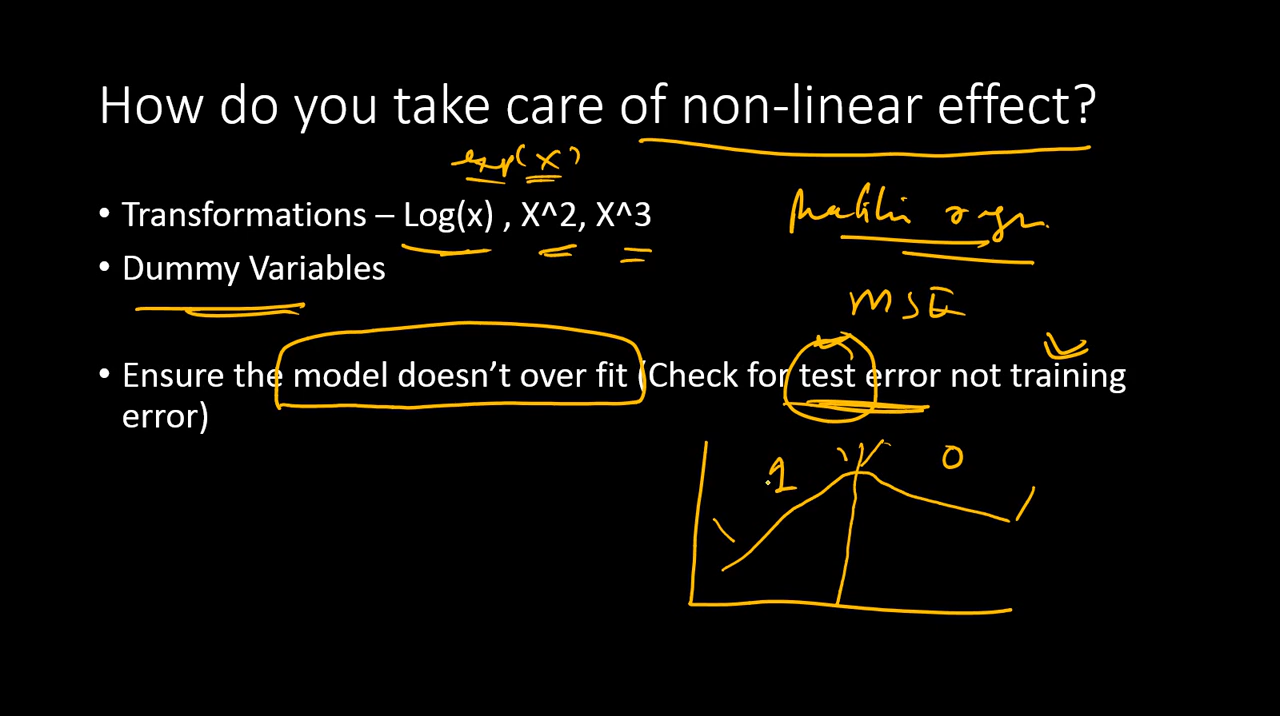 How do you take care of non-linear effect?
exp(x)
• Transformations – Log(x) , X^2, X^3
• Dummy Variables
MSE
• Ensure the model doesn’t over fit (Check for test error not training
error)
1 0